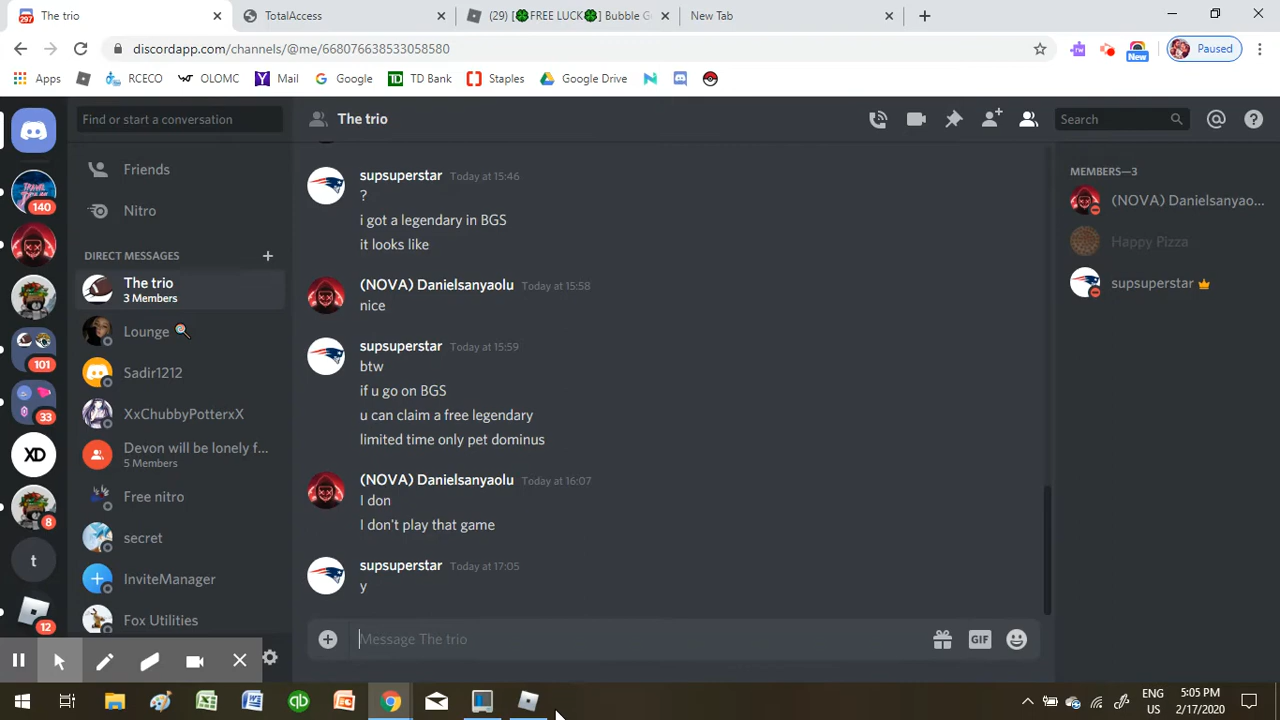 297
The trio
TotalAccess
(29) [🍀FREE LUCK🍀] Bubble G
New Tab
discordapp.com/channels/@me/668076638533058580
rw
New
Paused
Apps
RCECO
OLOMC
Mail
Google
TD Bank
Staples
Google Drive
Find or start a conversation
The trio
Search
Friends
Nitro
DIRECT MESSAGES
The trio
3 Members
Lounge
Sadir1212
XxChubbyPotterxX
Devon will be lonely f...
5 Members
Free nitro
secret
InviteManager
Fox Utilities
140
101
33
XD
8
t
12
supsuperstar Today at 15:46
?
i got a legendary in BGS
it looks like
(NOVA) Danielsanyaolu Today at 15:58
nice
supsuperstar Today at 15:59
btw
if u go on BGS
u can claim a free legendary
limited time only pet dominus
(NOVA) Danielsanyaolu Today at 16:07
I don
I don't play that game
supsuperstar Today at 17:05
y
Message The trio
GIF
MEMBERS—3
(NOVA) Danielsanyao...
Happy Pizza
supsuperstar
ENG
US
5:05 PM
2/17/2020